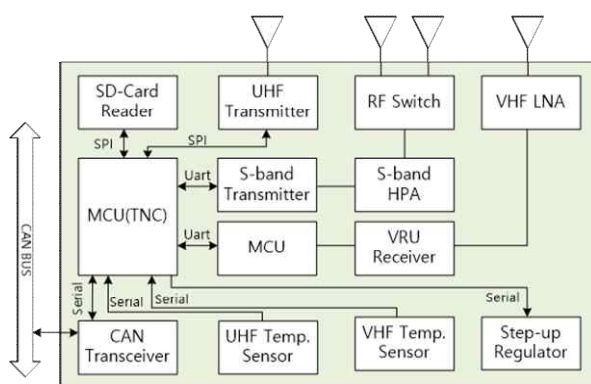 SD-Card
Reader
UHF
Transmitter
RF Switch
VHF LNA
SPI
SPI
MCU(TNC)
Uart
S-band
Transmitter
S-band
HPA
Uart
MCU
VRU
Receiver
CAN BUS
Serial
Serial
Serial
Serial
CAN
Transceiver
UHF Temp.
Sensor
VHF Temp.
Sensor
Step-up
Regulator